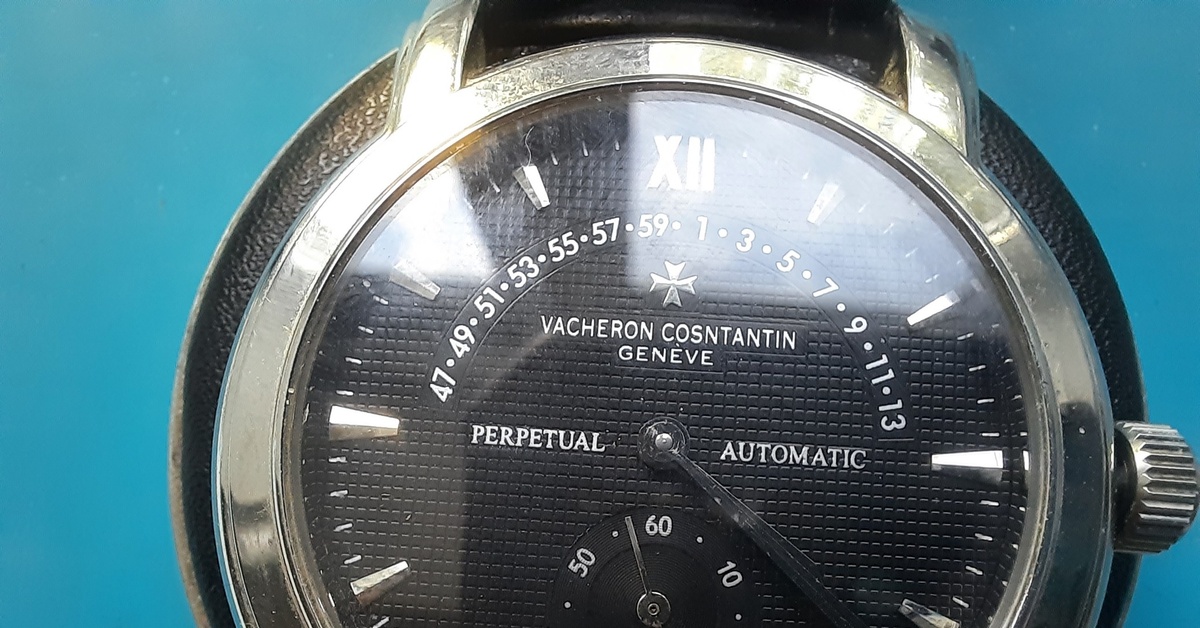 XII
47·49·51·53·55·57·59·1·3·5·7·9·11·13
VACHERON COSNTANTIN
GENÈVE
PERPETUAL AUTOMATIC
50 60 10